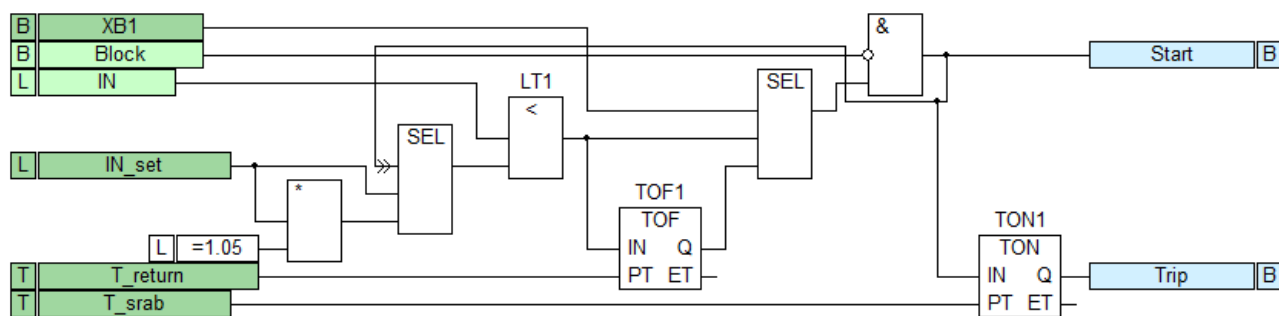 B XB1 &
B Block Start B
L IN LT1 SEL
<
SEL
L IN_set
* TOF1
TOF TON1
L =1.05 IN Q TON
T T_return PT ET IN Q Trip B
T T_srab PT ET